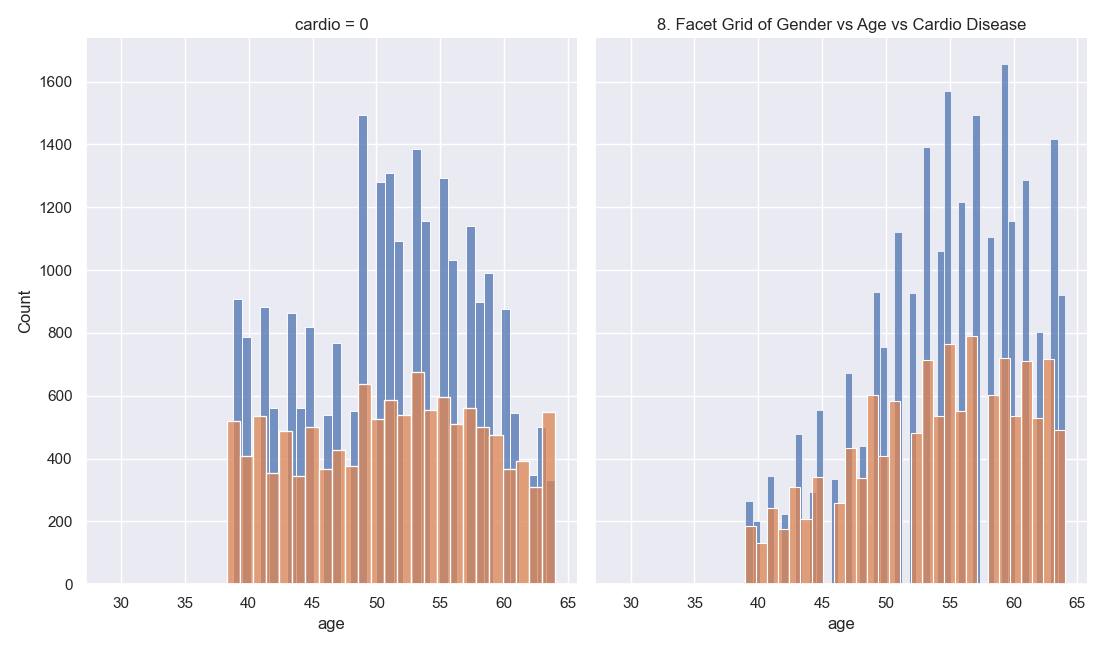 cardio = 0
8. Facet Grid of Gender vs Age vs Cardio Disease
1600
1400
1200
1000
800
600
400
200
0
Count
30 35 40 45 50 55 60 65
age
30 35 40 45 50 55 60 65
age